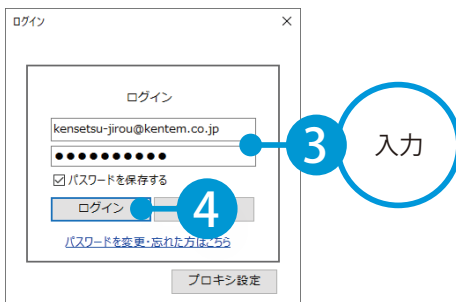 ログイン
ログイン
kensetsu-jirou@kentem.co.jp
●●●●●●●●●●
3
入力
パスワードを保存する
ログイン
4
パスワードを変更・忘れた方はこちら
プロキシ設定